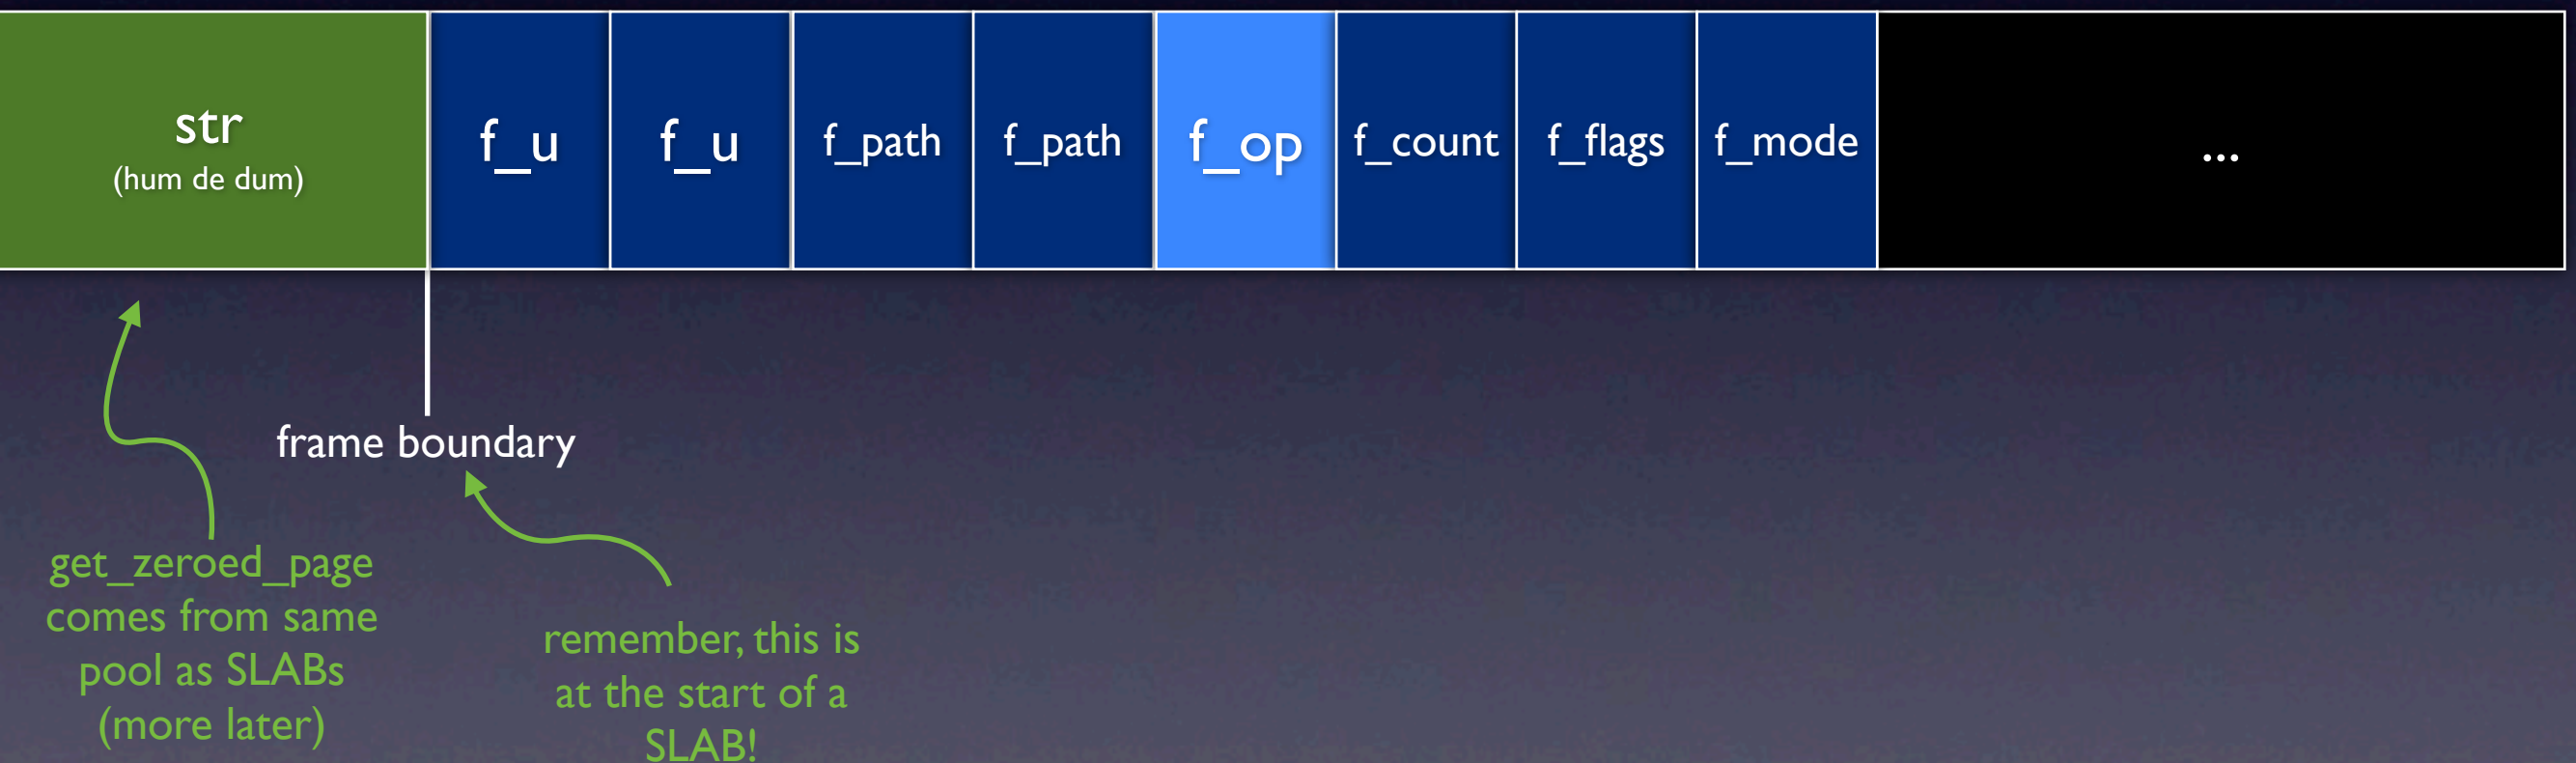 str
(hum de dum)
f_u
f_u
f_path
f_path
f_op
f_count
f_flags
f_mode
...
frame boundary
get_zeroed_page
comes from same
pool as SLABs
(more later)
remember, this is
at the start of a
SLAB!